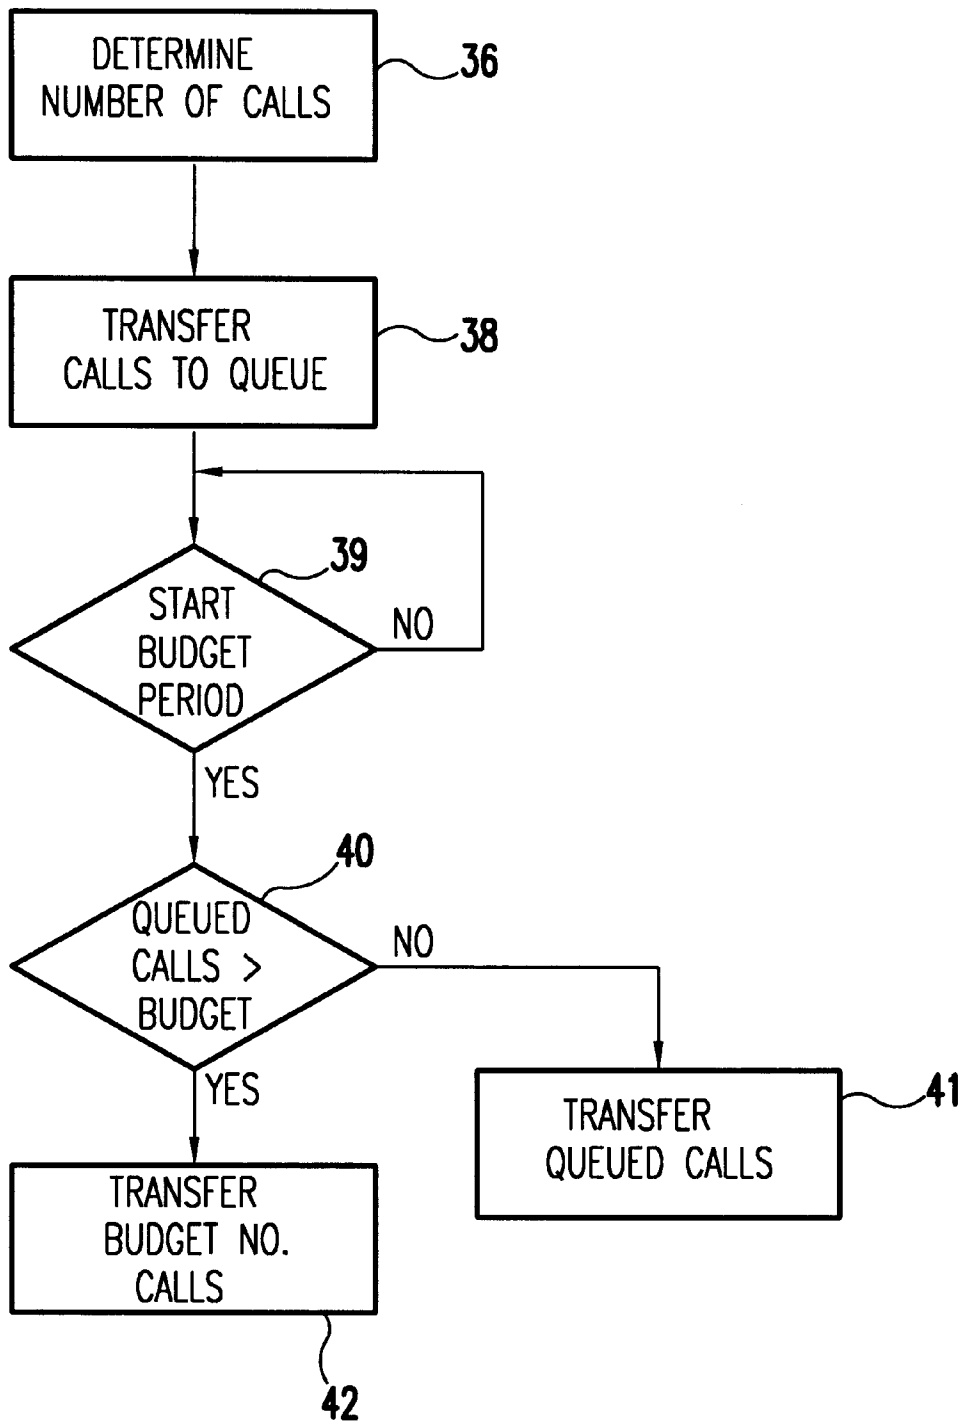 DETERMINE
NUMBER OF CALLS
36
TRANSFER
CALLS TO QUEUE
38
39
START
BUDGET
PERIOD
NO
YES
40
QUEUED
CALLS >
BUDGET
NO
YES
TRANSFER
QUEUED CALLS
41
TRANSFER
BUDGET NO.
CALLS
42